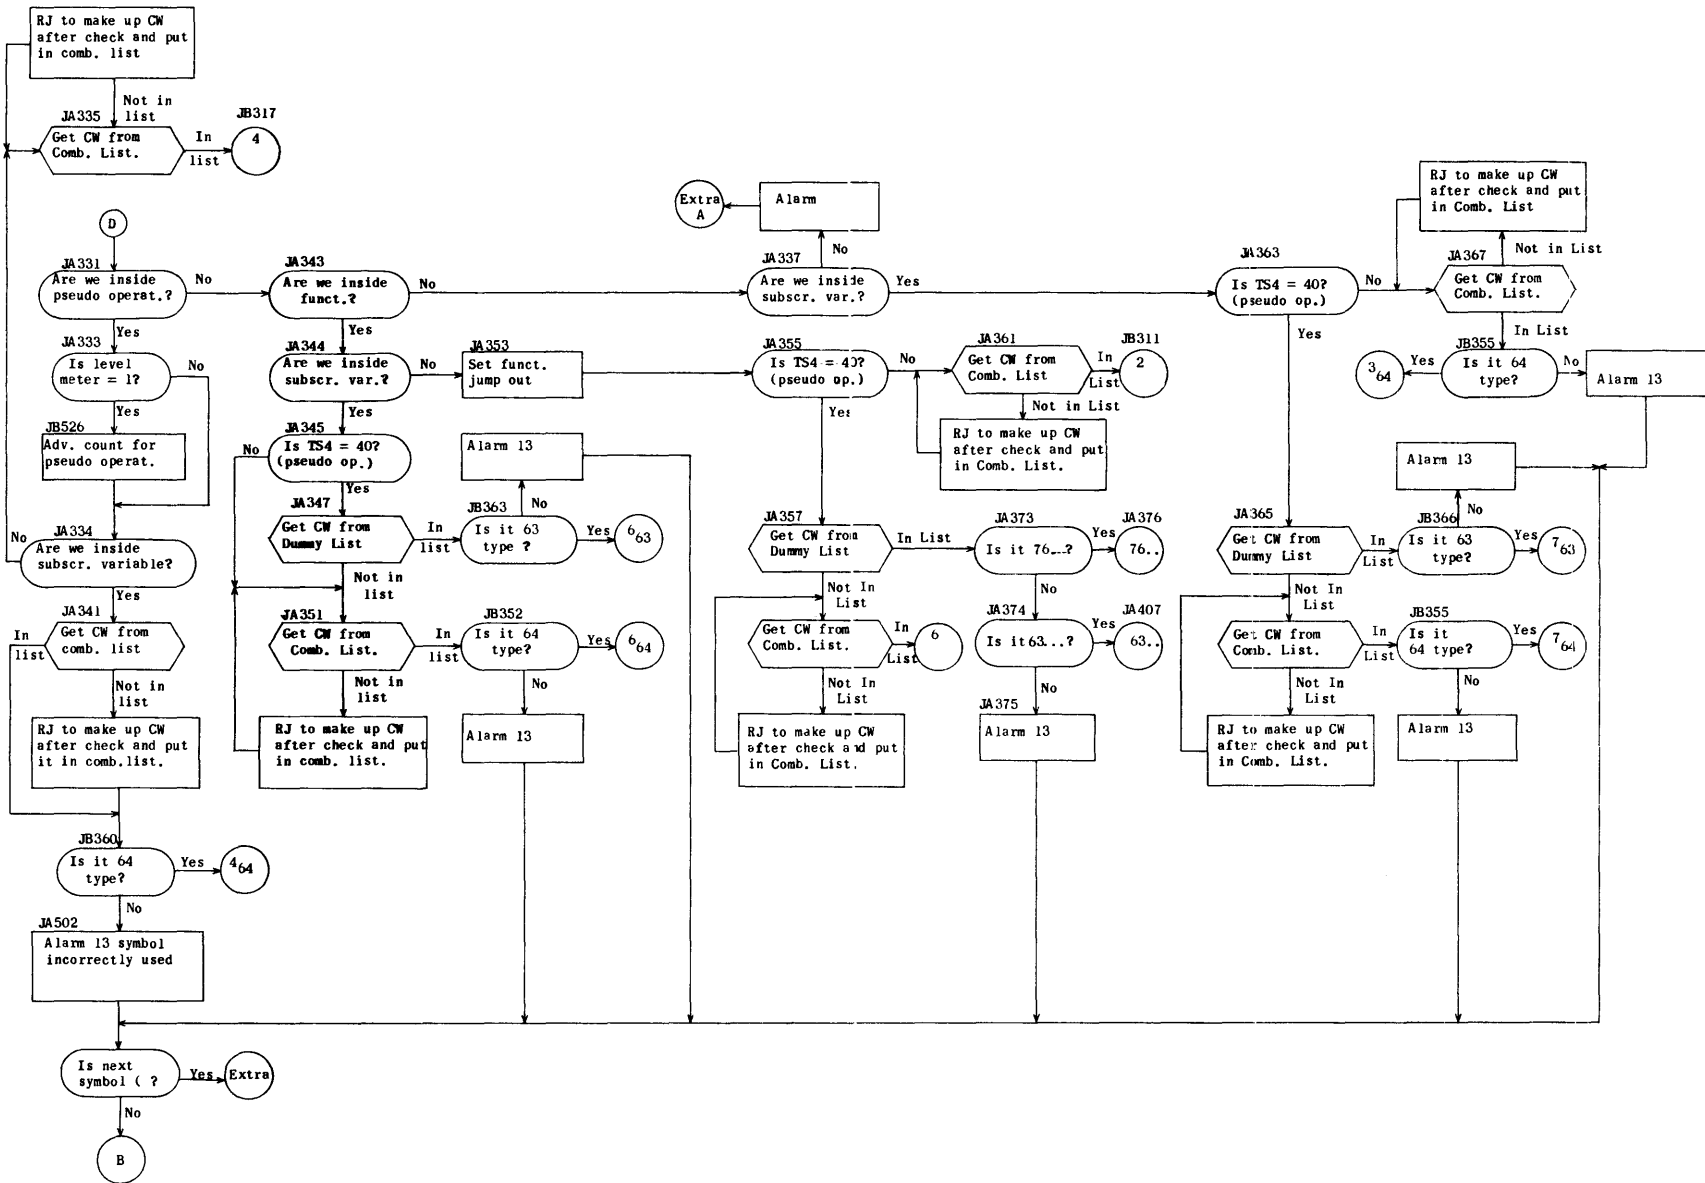 RJ to make up CW
after check and put
in comb. list
Not in
list
JA335
Get CW from
Comb. List.
In
list
JB317
4
D
JA331
Are we inside
pseudo operat.?
No
Yes
JA333
Is level
meter = 1?
No
Yes
JB526
Adv. count for
pseudo operat.
JA334
No
Are we inside
subscr. variable?
Yes
JA341
In
list
Get CW from
comb. list
Not in
list
RJ to make up CW
after check and put
it in comb.list.
JB360
Is it 64
type?
Yes
4 64
No
JA502
Alarm 13 symbol
incorrectly used
Is next
symbol ( ?
Yes
Extra
No
B
JA343
Are we inside
funct.?
No
Yes
JA344
Are we inside
subscr. var.?
No
JA353
Set funct.
jump out
Yes
JA345
No
Is TS4 = 40?
(pseudo op.)
Yes
Alarm 13
No
JA347
Get CW from
Dummy List
In
list
JB363
Is it 63
type ?
Yes
6 63
Not in
list
JA351
Get CW from
Comb. List.
In
list
JB352
Is it 64
type?
Yes
6 64
Not in
list
No
RJ to make up CW
after check and put
in comb. list.
Alarm 13
Extra
A
Alarm
No
JA337
Are we inside
subscr. var.?
Yes
JA355
Is TS4 = 40?
(pseudo op.)
No
Yes
JA361
Get CW from
Comb. List
In
List
JB311
2
Not in List
RJ to make up CW
after check and put
in Comb. List.
JA357
Get CW from
Dummy List
In List
JA373
Is it 76...?
Yes
JA376
76..
Not In
List
No
Get CW from
Comb. List.
In
List
6
JA374
Is it 63...?
Yes
JA407
63..
Not In
List
No
JA375
RJ to make up CW
after check and put
in Comb. List.
Alarm 13
JA363
Is TS4 = 40?
(pseudo op.)
No
Yes
RJ to make up CW
after check and put
in Comb. List
Not in List
JA367
Get CW from
Comb. List.
In List
JB355
3 64
Yes
Is it 64
type?
No
Alarm 13
Alarm 13
No
JA365
Get CW from
Dummy List
In
List
JB366
Is it 63
type?
Yes
7 63
Not In
List
Get CW from
Comb. List.
In
List
JB355
Is it
64 type?
Yes
7 64
Not In
List
No
RJ to make up CW
after check and put
in Comb. List.
Alarm 13